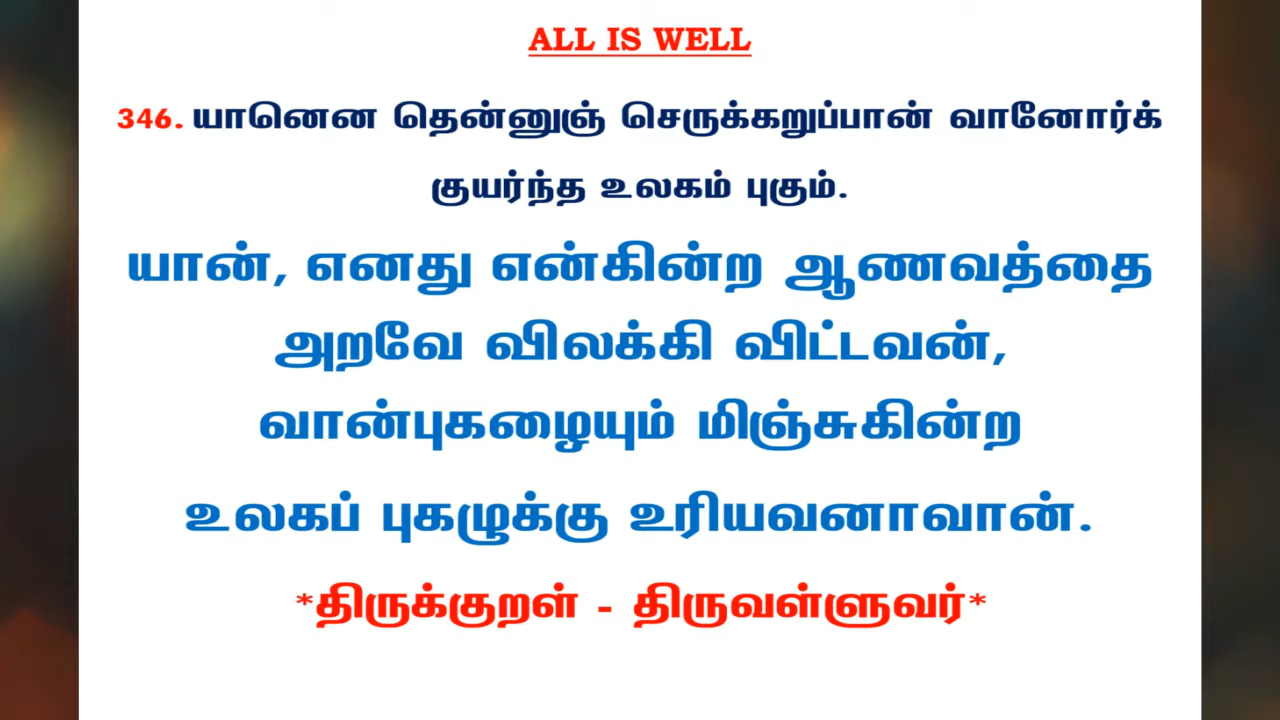 ALL IS WELL
346. யானென தென்னுஞ் செருக்கறுப்பான் வானோர்க்
குயர்ந்த உலகம் புகும்.
யான், எனது என்கின்ற ஆணவத்தை
அறவே விலக்கி விட்டவன்,
வான்புகழையும் மிஞ்சுகின்ற
உலகப் புகழுக்கு உரியவனாவான்.
*திருக்குறள் - திருவள்ளுவர்*